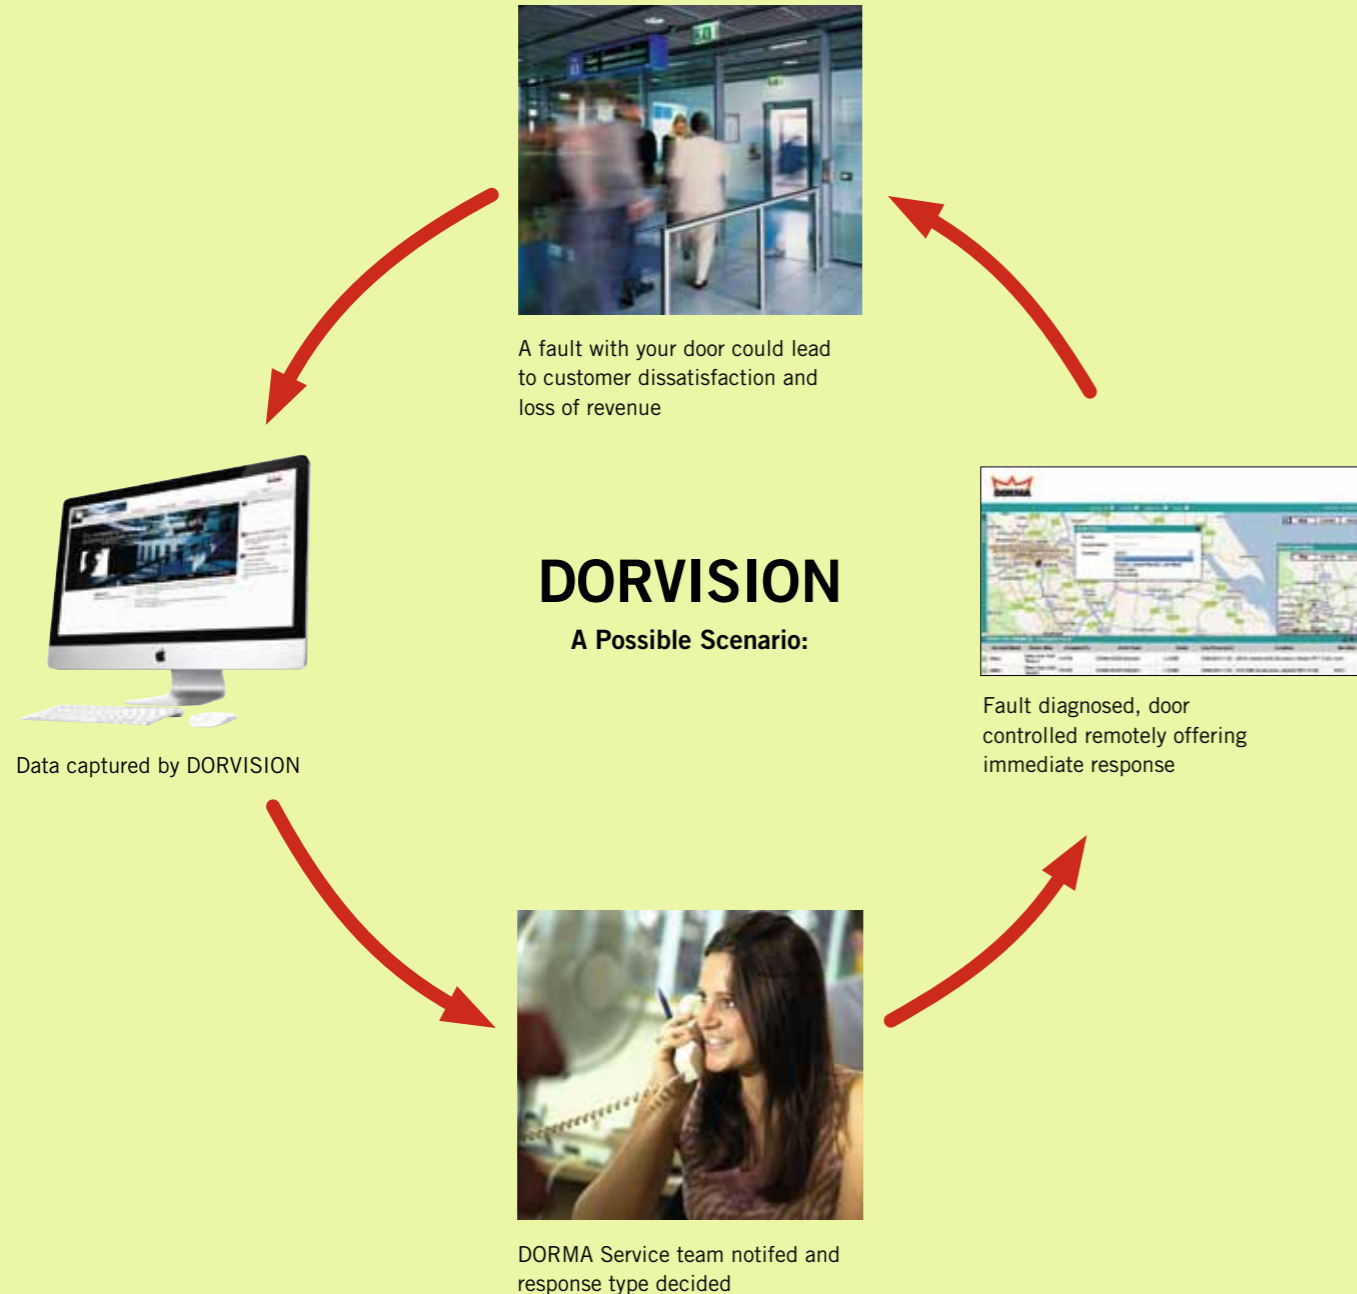 A fault with your door could lead
to customer dissatisfaction and
loss of revenue
DORMA
DORVISION
A Possible Scenario:
Data captured by DORVISION
Fault diagnosed, door
controlled remotely offering
immediate response
DORMA Service team notifed and
response type decided